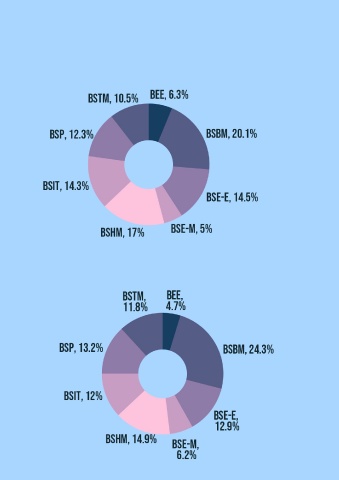 BSTM, 10.5%
BEE, 6.3%
BSP, 12.3%
BSBM, 20.1%
BSIT, 14.3%
BSE-E, 14.5%
BSHM, 17%
BSE-M, 5%
BSTM,
11.8%
BEE,
4.7%
BSP, 13.2%
BSBM, 24.3%
BSIT, 12%
BSE-E,
12.9%
BSHM, 14.9%
BSE-M,
6.2%